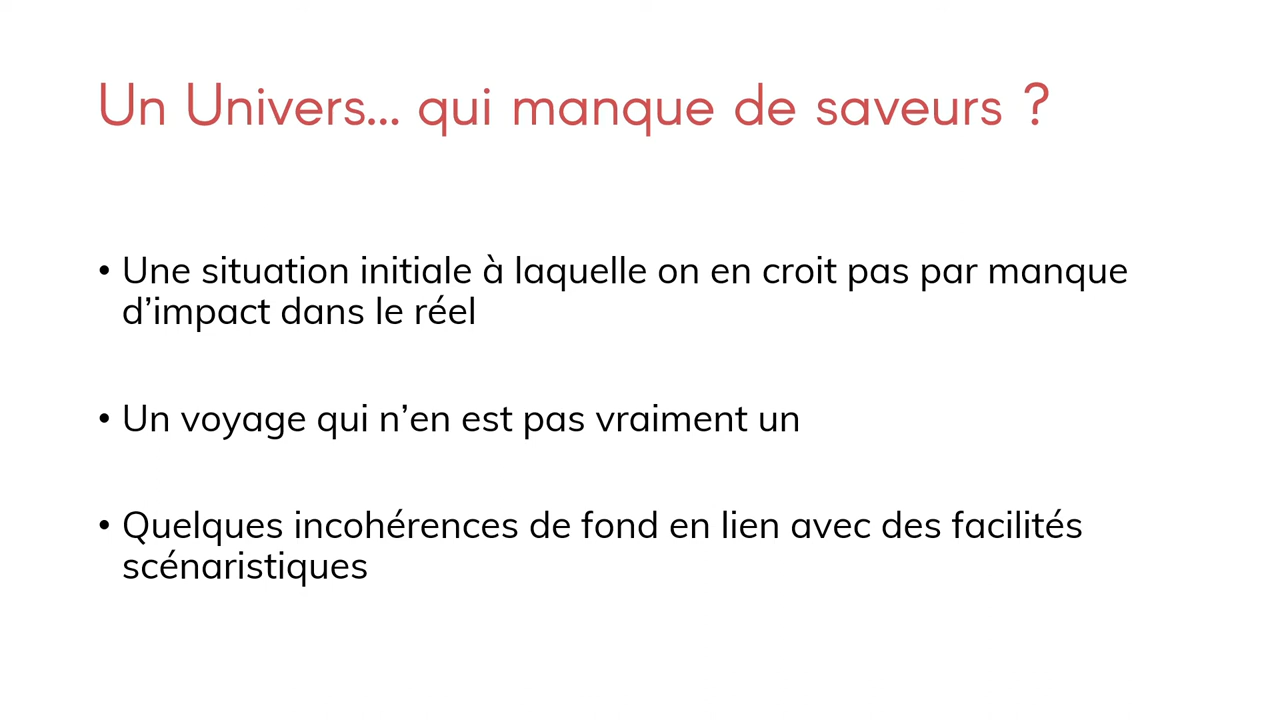 Un Univers... qui manque de saveurs ?
• Une situation initiale à laquelle on en croit pas par manque
d’impact dans le réel
• Un voyage qui n’en est pas vraiment un
• Quelques incohérences de fond en lien avec des facilités
scénaristiques